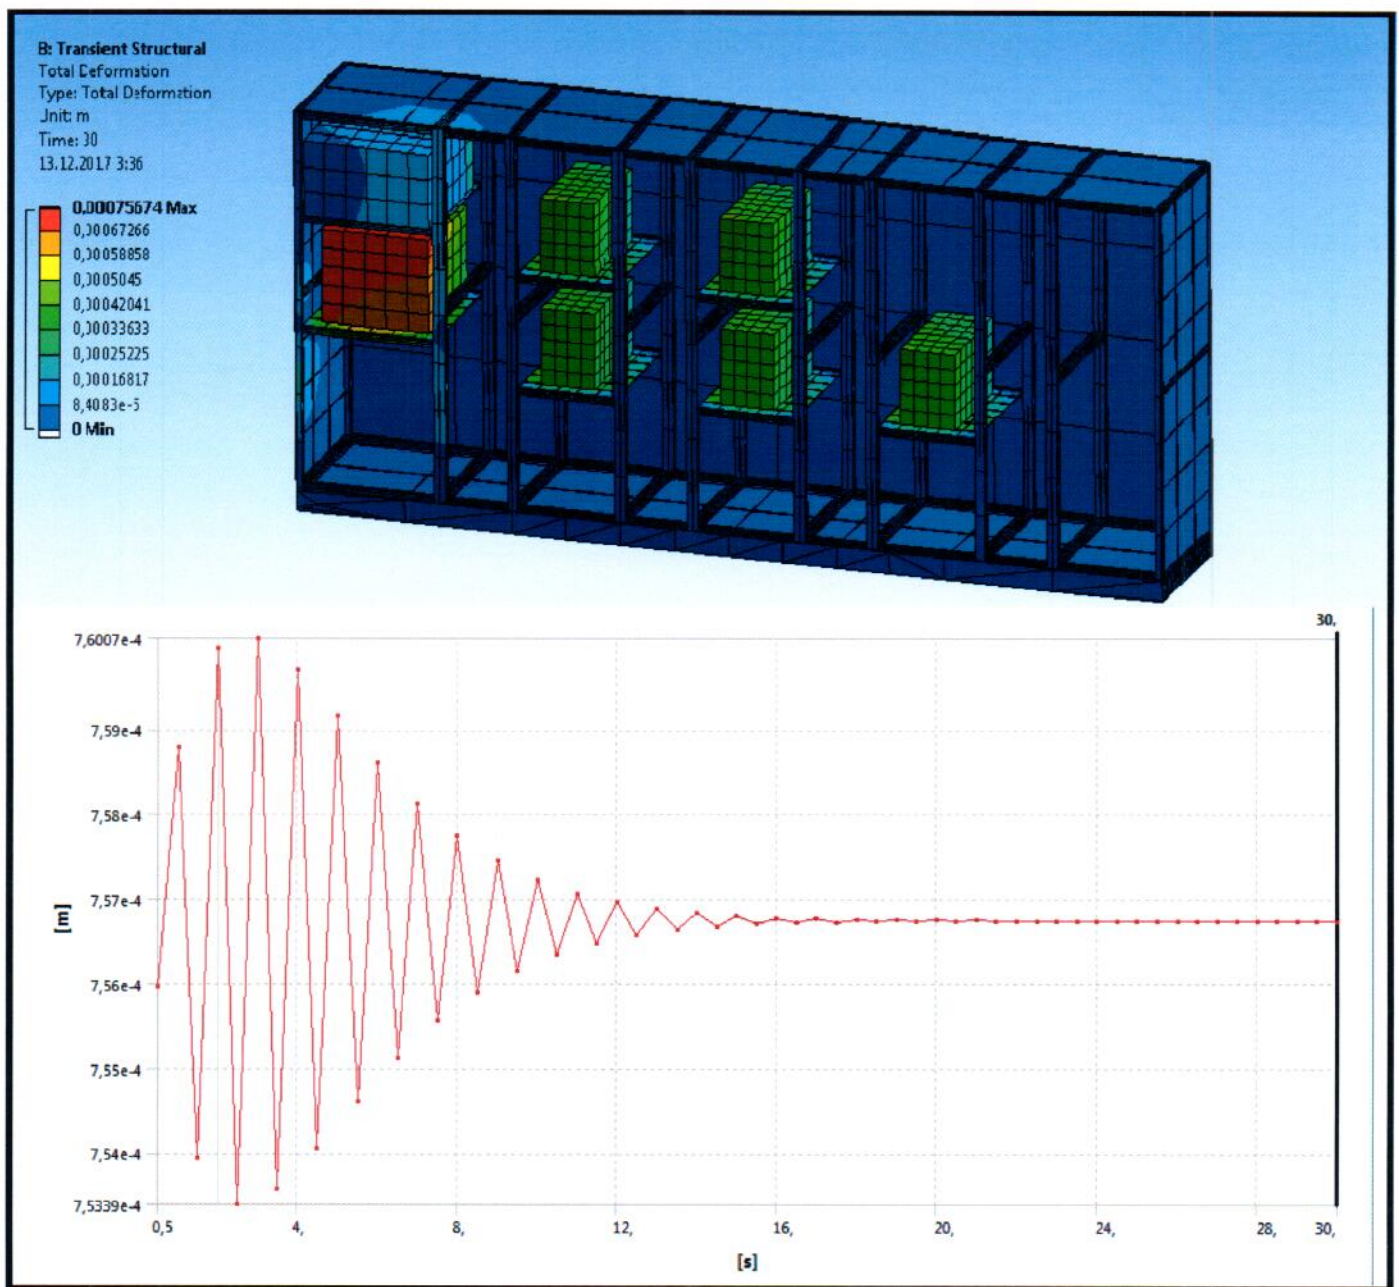 B: Transient Structural
Total Deformation
Type: Total Deformation
Unit: m
Time: 30
13.12.2017 3:36
0,00075674 Max
0,00067266
0,00058858
0,0005045
0,00042041
0,00033633
0,00025225
0,00016817
8,4083e-5
0 Min
30,
7,6007e-4
7,59e-4
7,58e-4
7,57e-4
[m]
7,56e-4
7,55e-4
7,54e-4
7,5339e-4
0,5
4,
8,
12,
16,
20,
24,
28,
30,
[s]